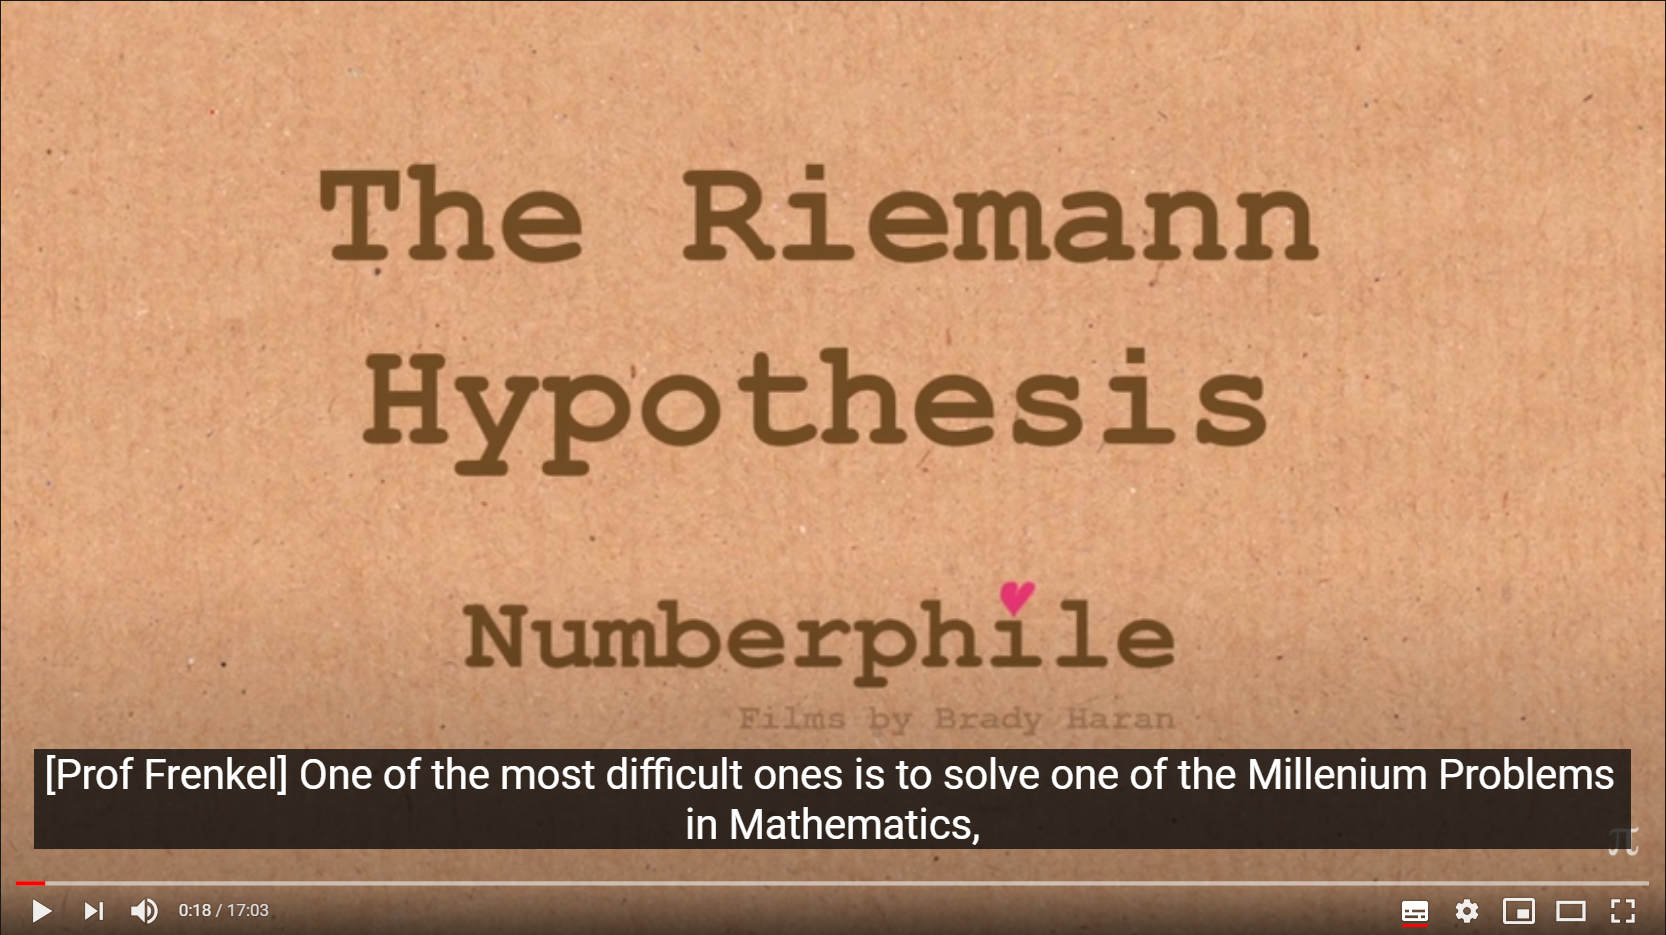 The Riemann
Hypothesis
Numberphile
Films by Brady Haran
[Prof Frenkel] One of the most difficult ones is to solve one of the Millenium Problems
in Mathematics,
π
0:18 / 17:03